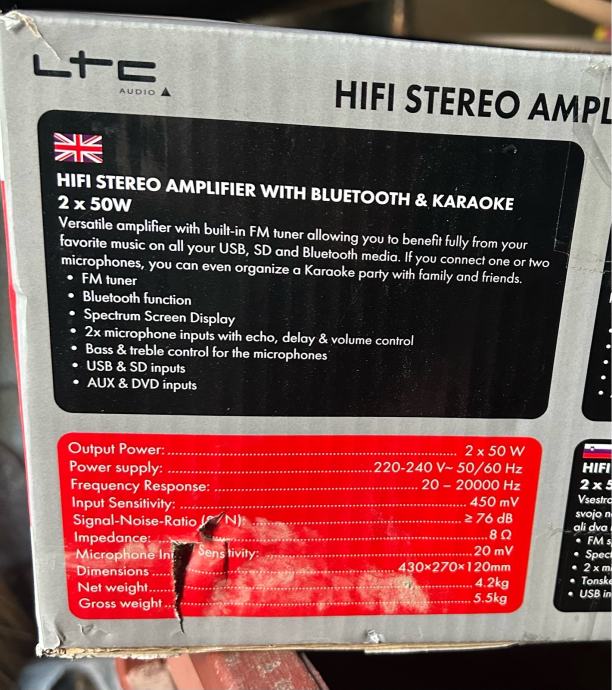 LTC
AUDIO
HIFI STEREO AMPL
HIFI STEREO AMPLIFIER WITH BLUETOOTH & KARAOKE
2 x 50W
Versatile amplifier with built-in FM tuner allowing you to benefit fully from your
favorite music on all your USB, SD and Bluetooth media. If you connect one or two
microphones, you can even organize a Karaoke party with family and friends.
• FM tuner
• Bluetooth function
• Spectrum Screen Display
• 2x microphone inputs with echo, delay & volume control
• Bass & treble control for the microphones
• USB & SD inputs
• AUX & DVD inputs
Output Power: 2 x 50 W
Power supply: 220-240 V~ 50/60 Hz
Frequency Response: 20 – 20000 Hz
Input Sensitivity: 450 mV
Signal-Noise-Ratio ( N): ≥ 76 dB
Impedance: 8 Ω
Microphone In Sensitivity: 20 mV
Dimensions 430x270x120mm
Net weight 4.2kg
Gross weight 5.5kg
HIFI
2 x 5
Vsestra
svojo n
ali dva
• FM s
• Spect
• 2 x m
• Tonske
• USB in